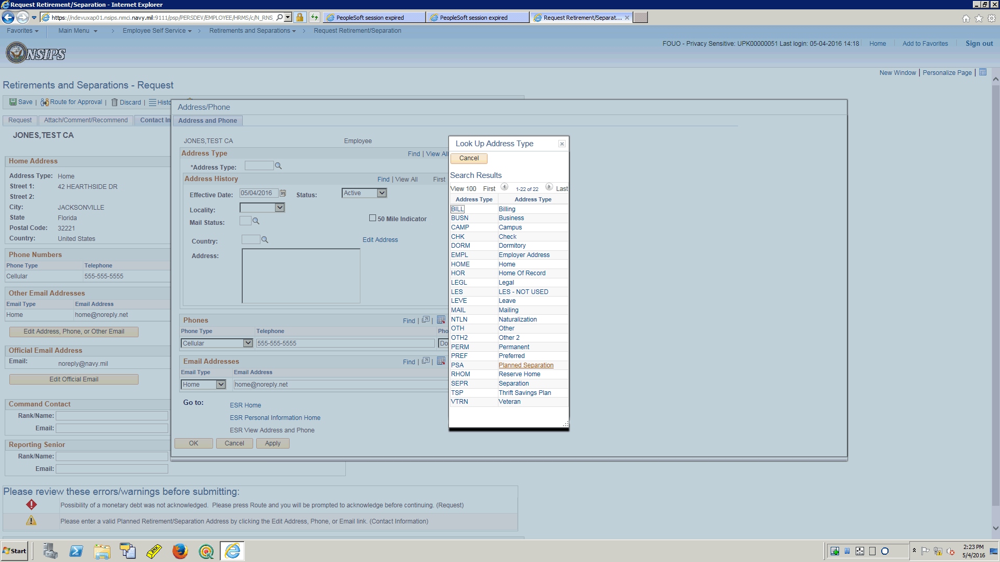 Request Retirement/Separation - Internet Explorer
https://ndevuxap01.nsips.nmci.navy.mil:9111/psp/PERSDEV/EMPLOYEE/HRMS/c/N_RNS_
PeopleSoft session expired
PeopleSoft session expired
Request Retirement/Separat...
Favorites
Main Menu
Employee Self Service
Retirements and Separations
Request Retirement/Separation
NSIPS
FOUO - Privacy Sensitive: UPK00000051 Last login: 05-04-2016 14:18
Home
Add to Favorites
Sign out
New Window | Personalize Page |
Retirements and Separations - Request
Save | Route for Approval | Discard |
Request
Attach/Comment/Recommend
Contact In
JONES,TEST CA
Home Address
Address Type: Home
Street 1: 42 HEARTHSIDE DR
Street 2:
City: JACKSONVILLE
State Florida
Postal Code: 32221
Country: United States
Phone Numbers
Phone Type Telephone
Cellular 555-555-5555
Other Email Addresses
Email Type Email Address
Home home@noreply.net
Edit Address, Phone, or Other Email
Official Email Address
Email: noreply@navy.mil
Edit Official Email
Command Contact
Rank/Name:
Email:
Reporting Senior
Rank/Name:
Email:
Address/Phone
Address and Phone
JONES,TEST CA Employee
Address Type Find | View All
*Address Type:
Address History Find | View All First
Effective Date: 05/04/2016 31 Status: Active
Locality:
Mail Status: 50 Mile Indicator
Country: Edit Address
Address:
Phones Find |
Phone Type Telephone Pho
Cellular 555-555-5555 Do
Email Addresses Find |
Email Type Email Address
Home home@noreply.net
Go to: ESR Home
ESR Personal Information Home
ESR View Address and Phone
OK Cancel Apply
Look Up Address Type
Cancel
Search Results
View 100 First 1-22 of 22 Last
Address Type Address Type
BILL Billing
BUSN Business
CAMP Campus
CHK Check
DORM Dormitory
EMPL Employer Address
HOME Home
HOR Home Of Record
LEGL Legal
LES LES - NOT USED
LEVE Leave
MAIL Mailing
NTLN Naturalization
OTH Other
OTH2 Other 2
PERM Permanent
PREF Preferred
PSA Planned Separation
RHOM Reserve Home
SEPR Separation
TSP Thrift Savings Plan
VTRN Veteran
Please review these errors/warnings before submitting:
Possibility of a monetary debt was not acknowledged. Please press Route and you will be prompted to acknowledge before continuing. (Request)
Please enter a valid Planned Retirement/Separation Address by clicking the Edit Address, Phone, or Email link. (Contact Information)
Start
2:23 PM
5/4/2016